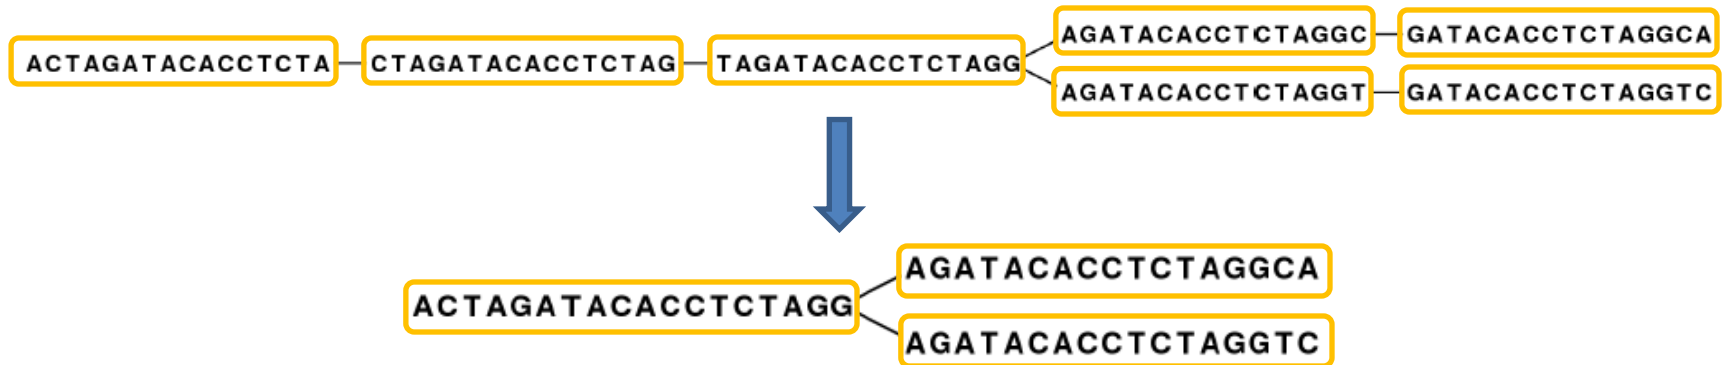 ACTAGATACACCTCTA
CTAGATACACCTCTAG
TAGATACACCTCTAGG
AGATACACCTCTAGGC
GATACACCTCTAGGCA
AGATACACCTCTAGGT
GATACACCTCTAGGTC
ACTAGATACACCTCTAGG
AGATACACCTCTAGGCA
AGATACACCTCTAGGTC